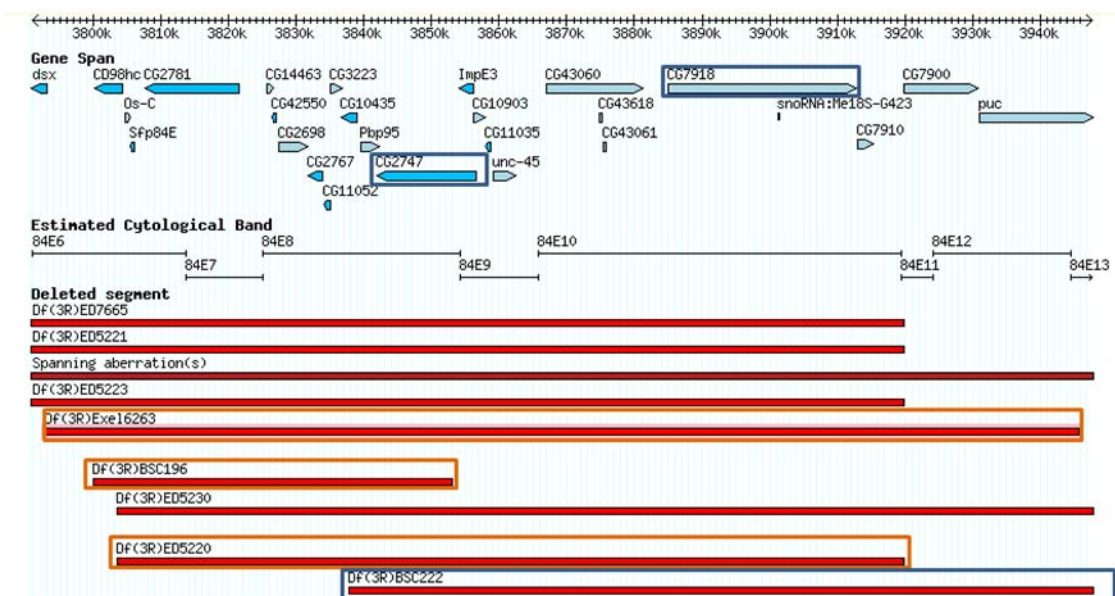 3800k 3810k 3820k 3830k 3840k 3850k 3860k 3870k 3880k 3890k 3900k 3910k 3920k 3930k 3940k
Gene Span
dsx CD98hc CG2781 CG14463 CG3223 ImpE3 CG43060 CG7918 CG7900
Os-C CG42550 CG10435 CG10903 CG43618 snoRNA:Me18S-G423 puc
Sfp84E CG2698 Pbp95 CG11035 CG43061 CG7910
CG2767 CG2747 unc-45
CG11052
Estimated Cytological Band
84E6 84E8 84E10 84E12
84E7 84E9 84E11 84E13
Deleted segment
Df(3R)ED7665
Df(3R)ED5221
Spanning aberration(s)
Df(3R)ED5223
Df(3R)Exel6263
Df(3R)BSC196
Df(3R)ED5230
Df(3R)ED5220
Df(3R)BSC222